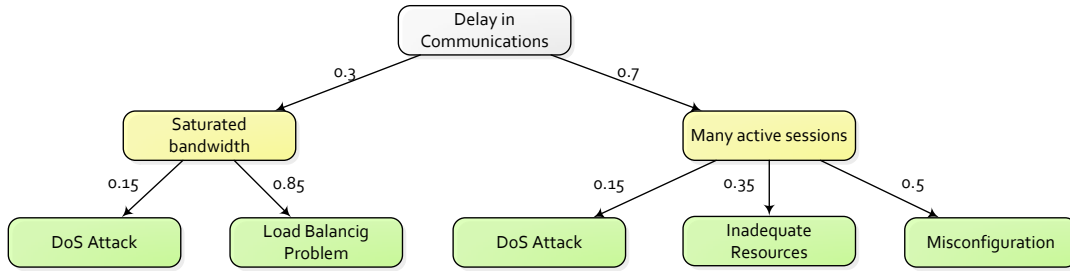 Delay in
Communications
0.3
0.7
Saturated
bandwidth
Many active sessions
0.15
0.85
0.15
0.35
0.5
DoS Attack
Load Balancig
Problem
DoS Attack
Inadequate
Resources
Misconfiguration